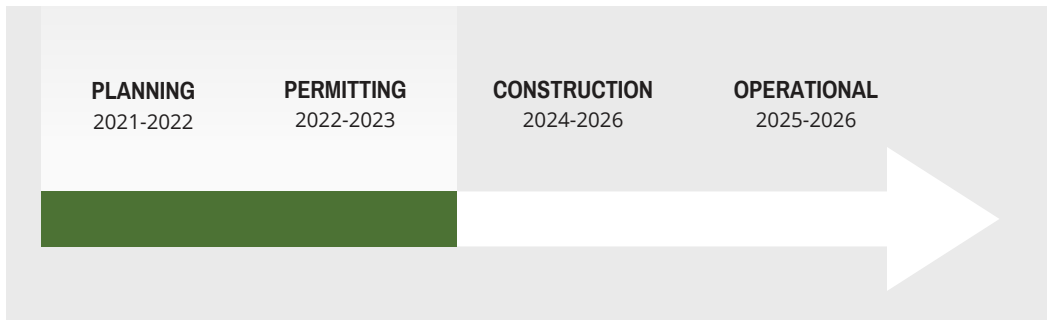 PLANNING
2021-2022
PERMITTING
2022-2023
CONSTRUCTION
2024-2026
OPERATIONAL
2025-2026